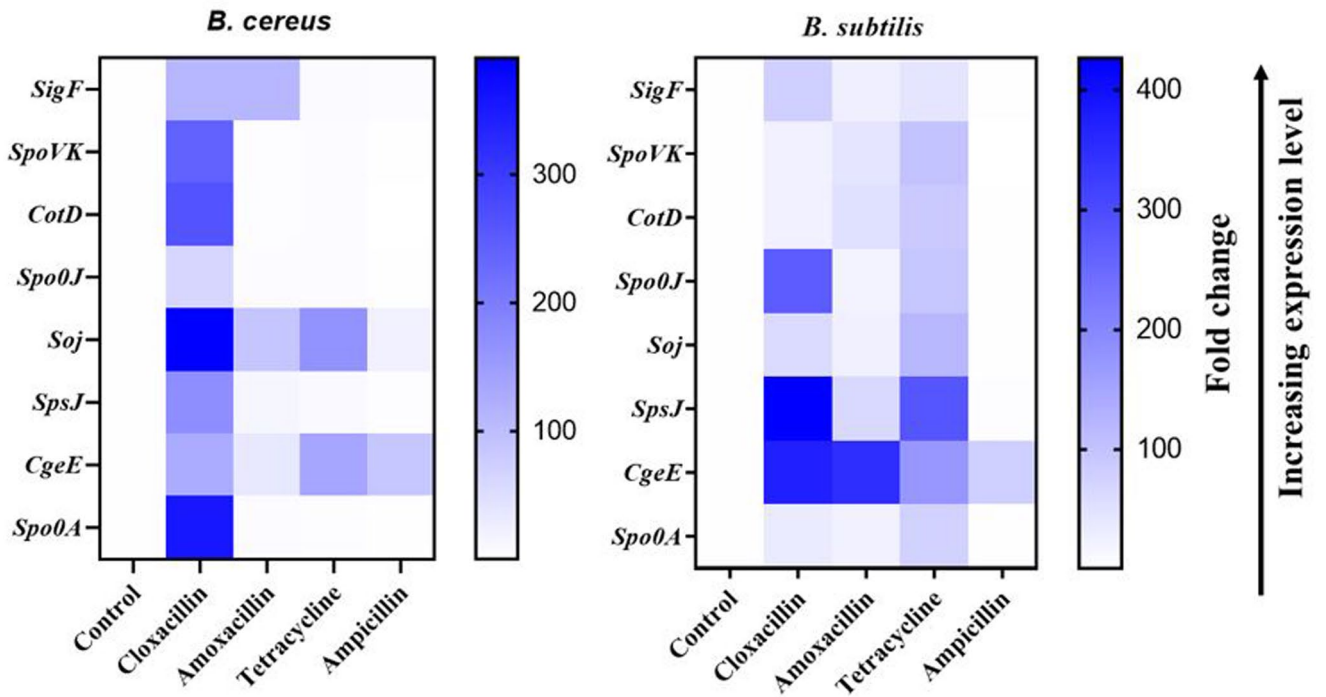 B. cereus
SigF
SpoVK
CotD
Spo0J
Soj
SpsJ
CgeE
Spo0A
Control
Cloxacillin
Amoxacillin
Tetracycline
Ampicillin
300
200
100
B. subtilis
SigF
SpoVK
CotD
Spo0J
Soj
SpsJ
CgeE
Spo0A
Control
Cloxacillin
Amoxacillin
Tetracycline
Ampicillin
400
300
200
100
Fold change
Increasing expression level